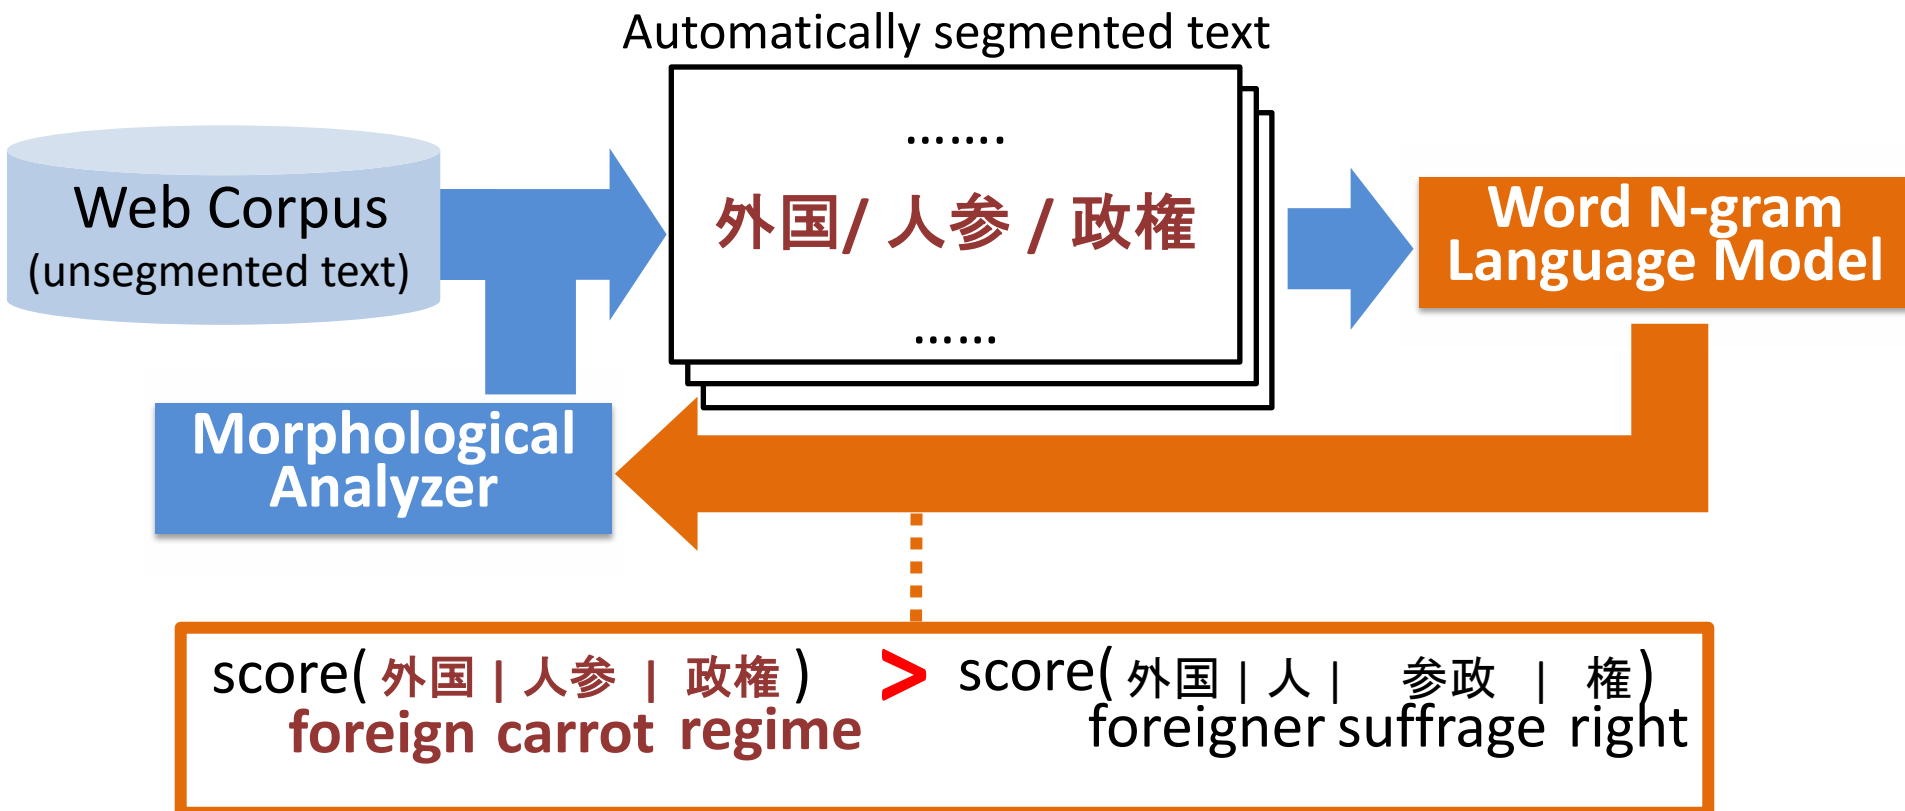 Automatically segmented text
…….
Web Corpus
(unsegmented text)
外国/ 人参 / 政権
……
Word N-gram
Language Model
Morphological
Analyzer
score( 外国 | 人参 | 政権 ) > score( 外国 | 人 | 参政 | 権)
foreign carrot regime foreigner suffrage right